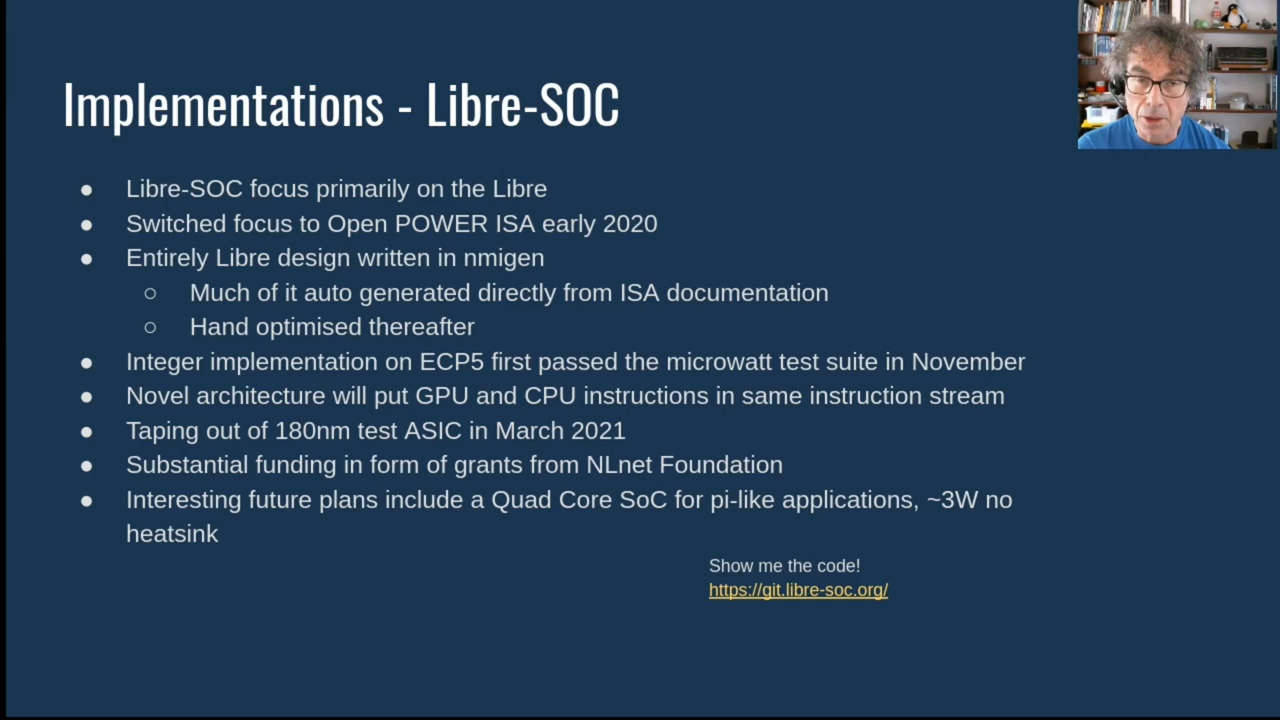 Implementations - Libre-SOC
● Libre-SOC focus primarily on the Libre
● Switched focus to Open POWER ISA early 2020
● Entirely Libre design written in nmigen
○ Much of it auto generated directly from ISA documentation
○ Hand optimised thereafter
● Integer implementation on ECP5 first passed the microwatt test suite in November
● Novel architecture will put GPU and CPU instructions in same instruction stream
● Taping out of 180nm test ASIC in March 2021
● Substantial funding in form of grants from NLnet Foundation
● Interesting future plans include a Quad Core SoC for pi-like applications, ~3W no
heatsink
Show me the code!
https://git.libre-soc.org/